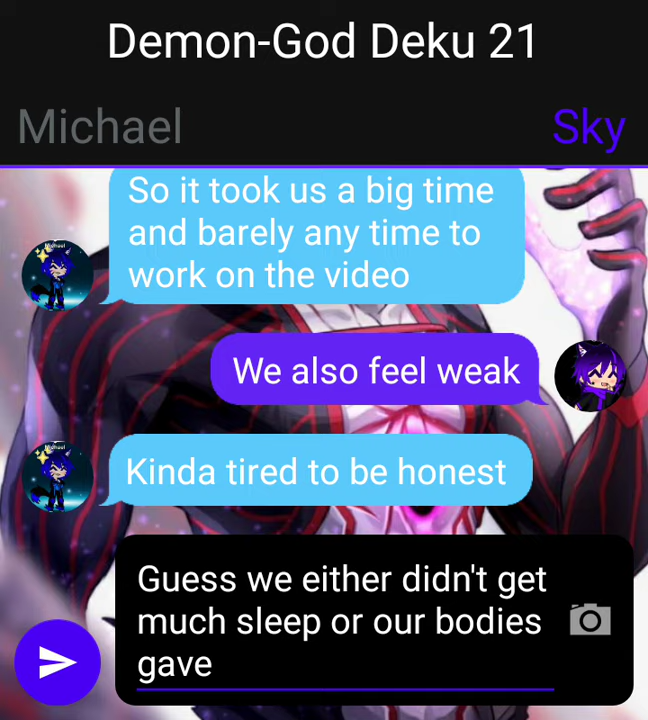 Demon-God Deku 21
Michael
Sky
So it took us a big time
and barely any time to
work on the video
Michael
We also feel weak
Kinda tired to be honest
Michael
Guess we either didn't get
much sleep or our bodies
gave